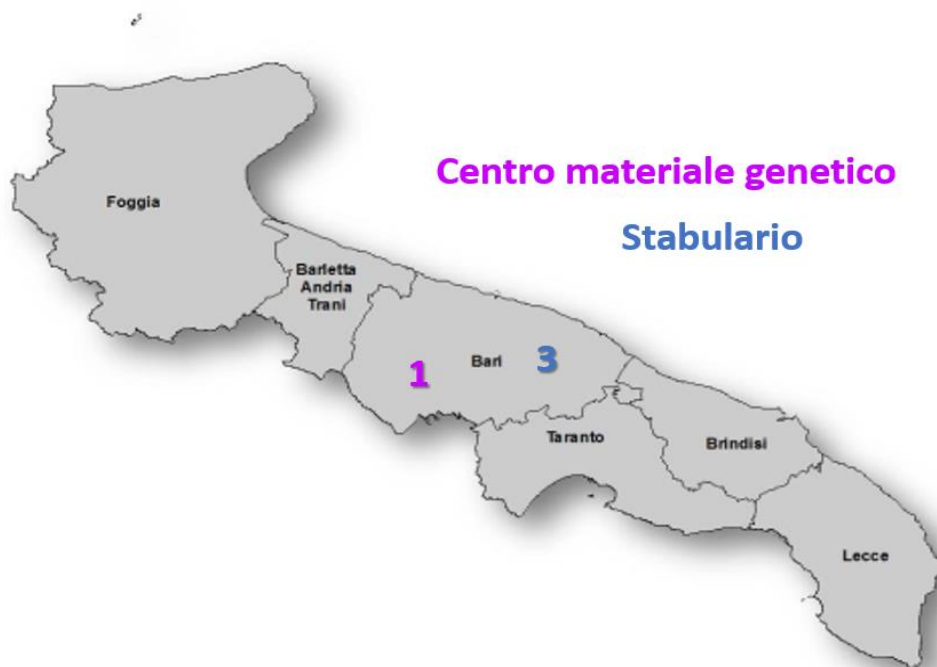 Centro materiale genetico
Foggia
Stabulario
Barletta
Andria
Trani
1
Bari
3
Taranto
Brindisi
Lecce